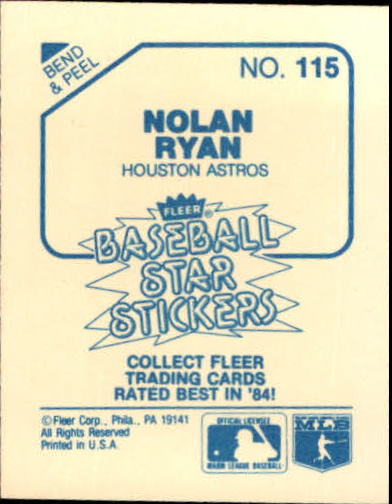 BEND
& PEEL
NO. 115
NOLAN
RYAN
HOUSTON ASTROS
FLEER®
BASEBALL
STAR
STICKERS
COLLECT FLEER
TRADING CARDS
RATED BEST IN '84!
© Fleer Corp., Phila., PA 19141
All Rights Reserved
Printed in U.S.A.
OFFICIAL LICENSEE
MAJOR LEAGUE BASEBALL
MLB